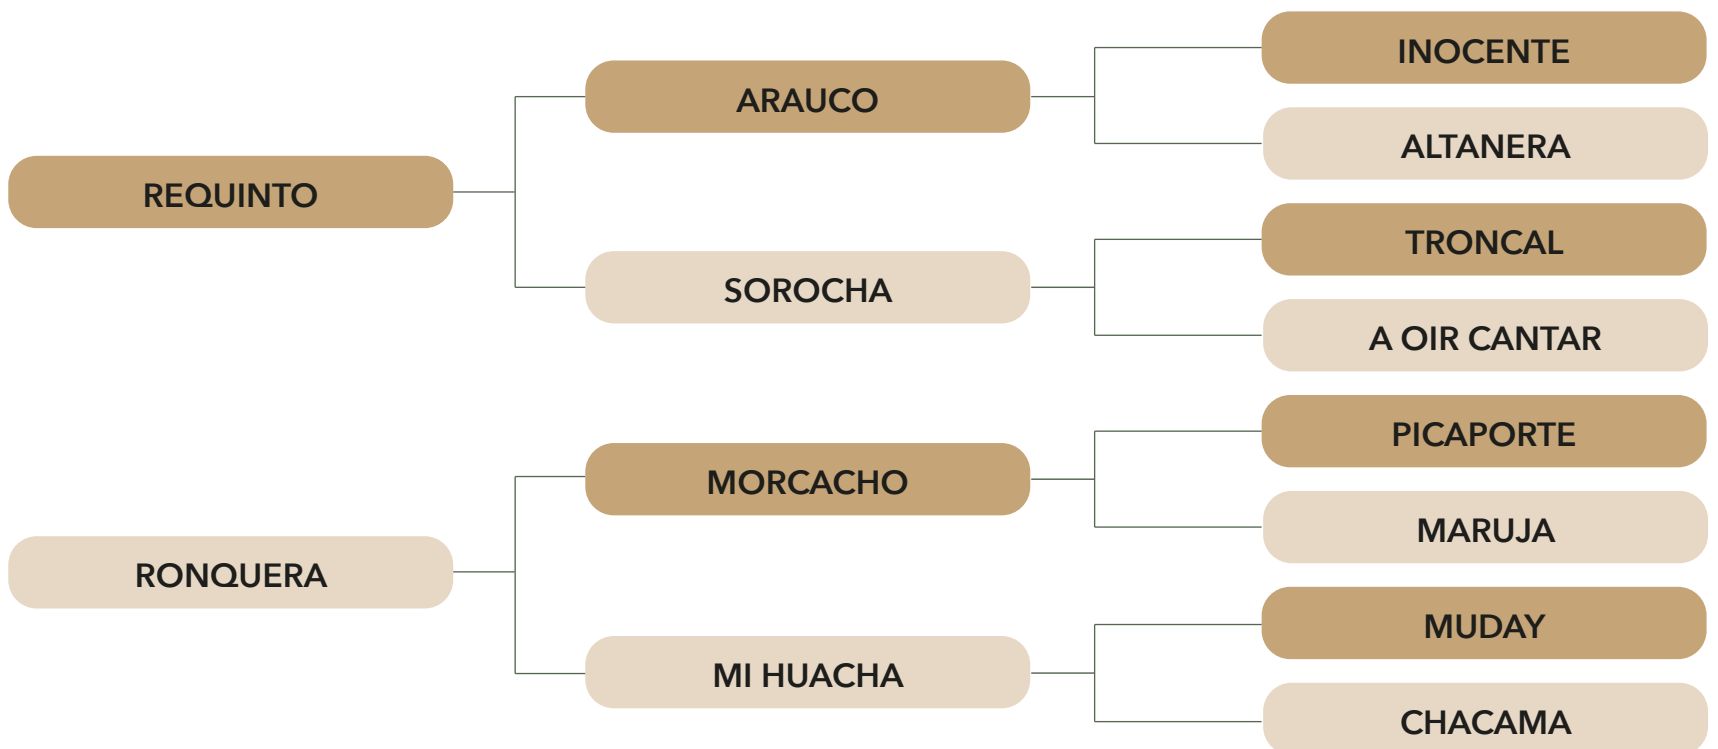 REQUINTO
ARAUCO
SOROCHA
INOCENTE
ALTANERA
TRONCAL
A OIR CANTAR
RONQUERA
MORCACHO
MI HUACHA
PICAPORTE
MARUJA
MUDAY
CHACAMA